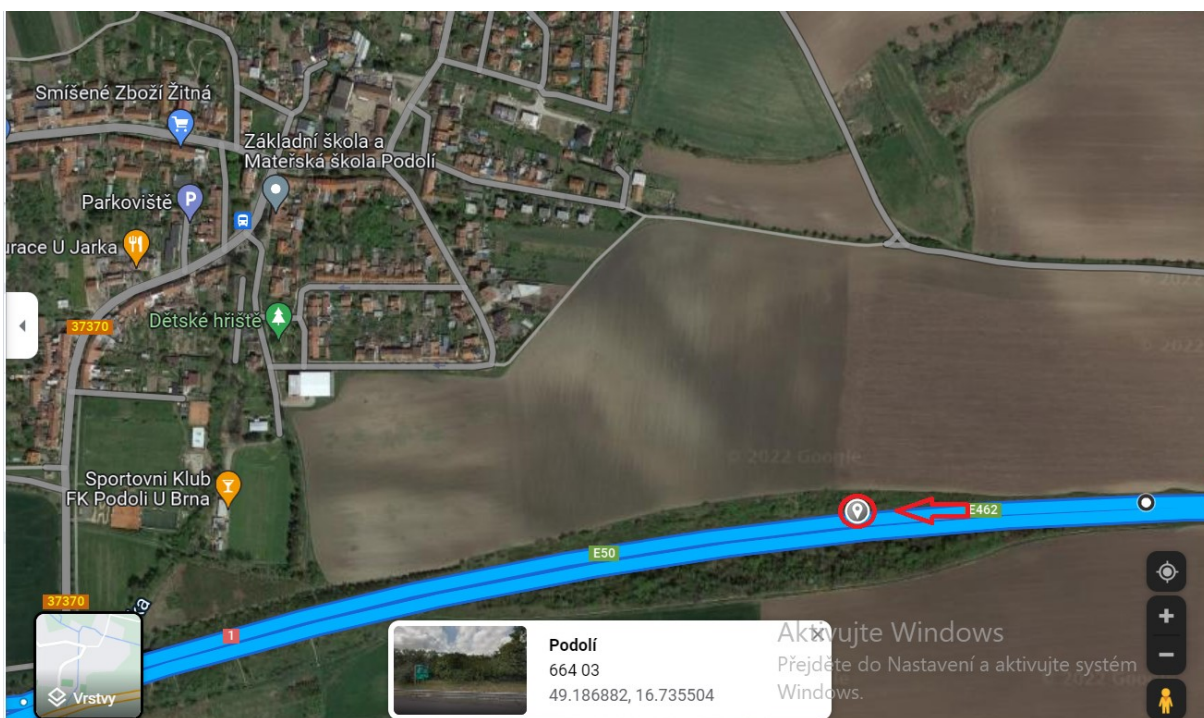 Smíšené Zboží Žitná
Základní škola a
Mateřská škola Podolí
Parkoviště
P
urace U Jarka
37370
Dětské hřiště
Sportovni Klub
FK Podoli U Brna
© 2022 Google
E462
E50
37370
ka
1
Vrstvy
Podolí
664 03
49.186882, 16.735504
Aktivujte Windows
Přejděte do Nastavení a aktivujte systém
Windows.